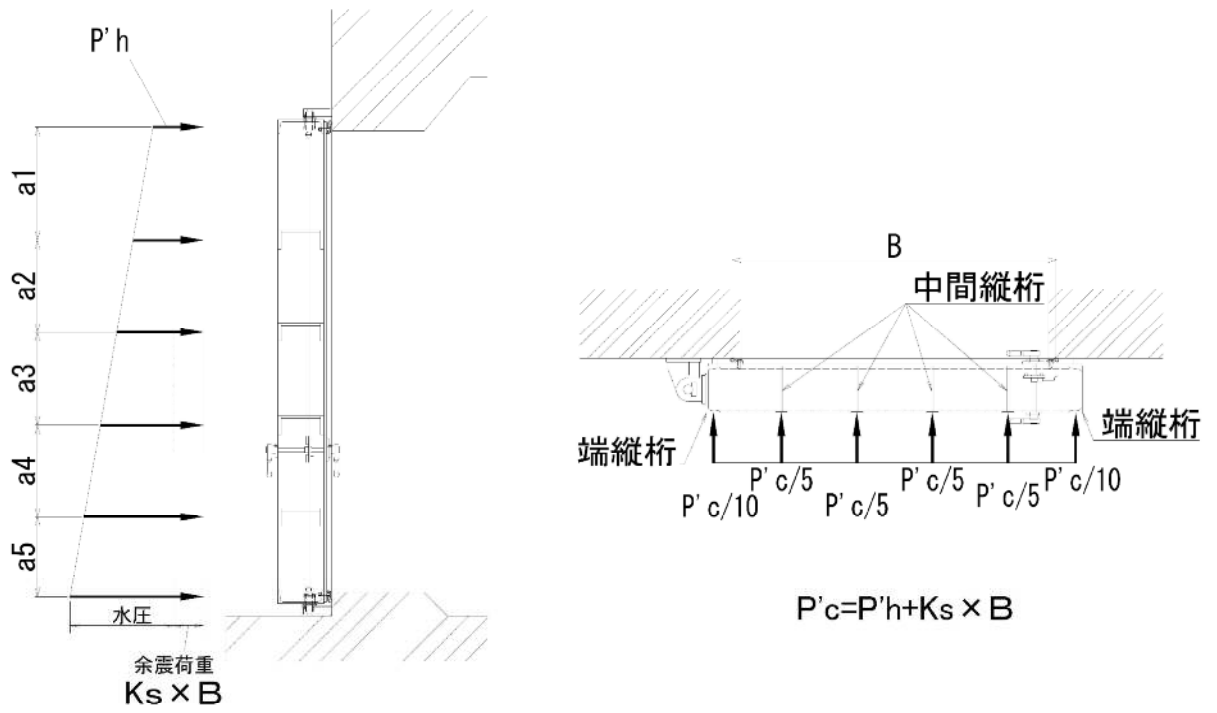 P'h
a1
a2
a3
a4
a5
水圧
余震荷重
Ks×B
B
中間縦桁
端縦桁
端縦桁
P'c/10
P'c/5
P'c/5
P'c/5
P'c/5
P'c/10
P'c=P'h+Ks×B